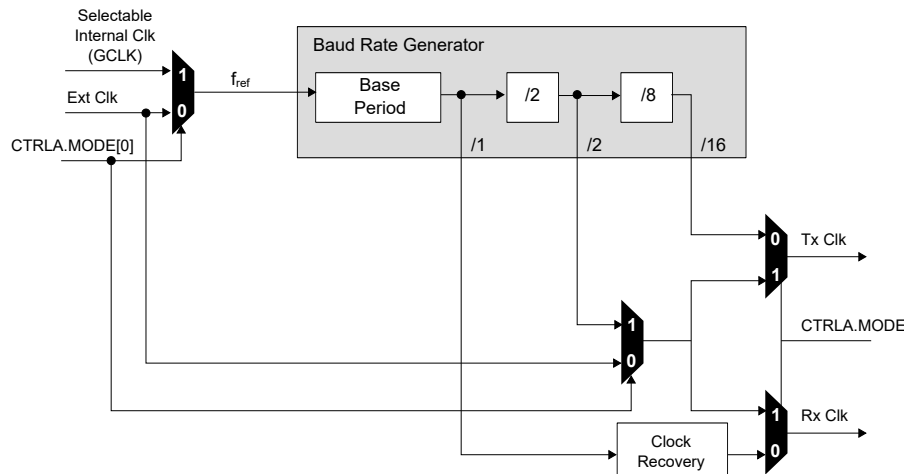 Selectable
Internal Clk
(GCLK)
Baud Rate Generator
1
f_ref
Base
Period
/2
/8
Ext Clk
0
CTRLA.MODE[0]
/1
/2
/16
0
Tx Clk
1
1
CTRLA.MODE
0
1
Rx Clk
Clock
Recovery
0